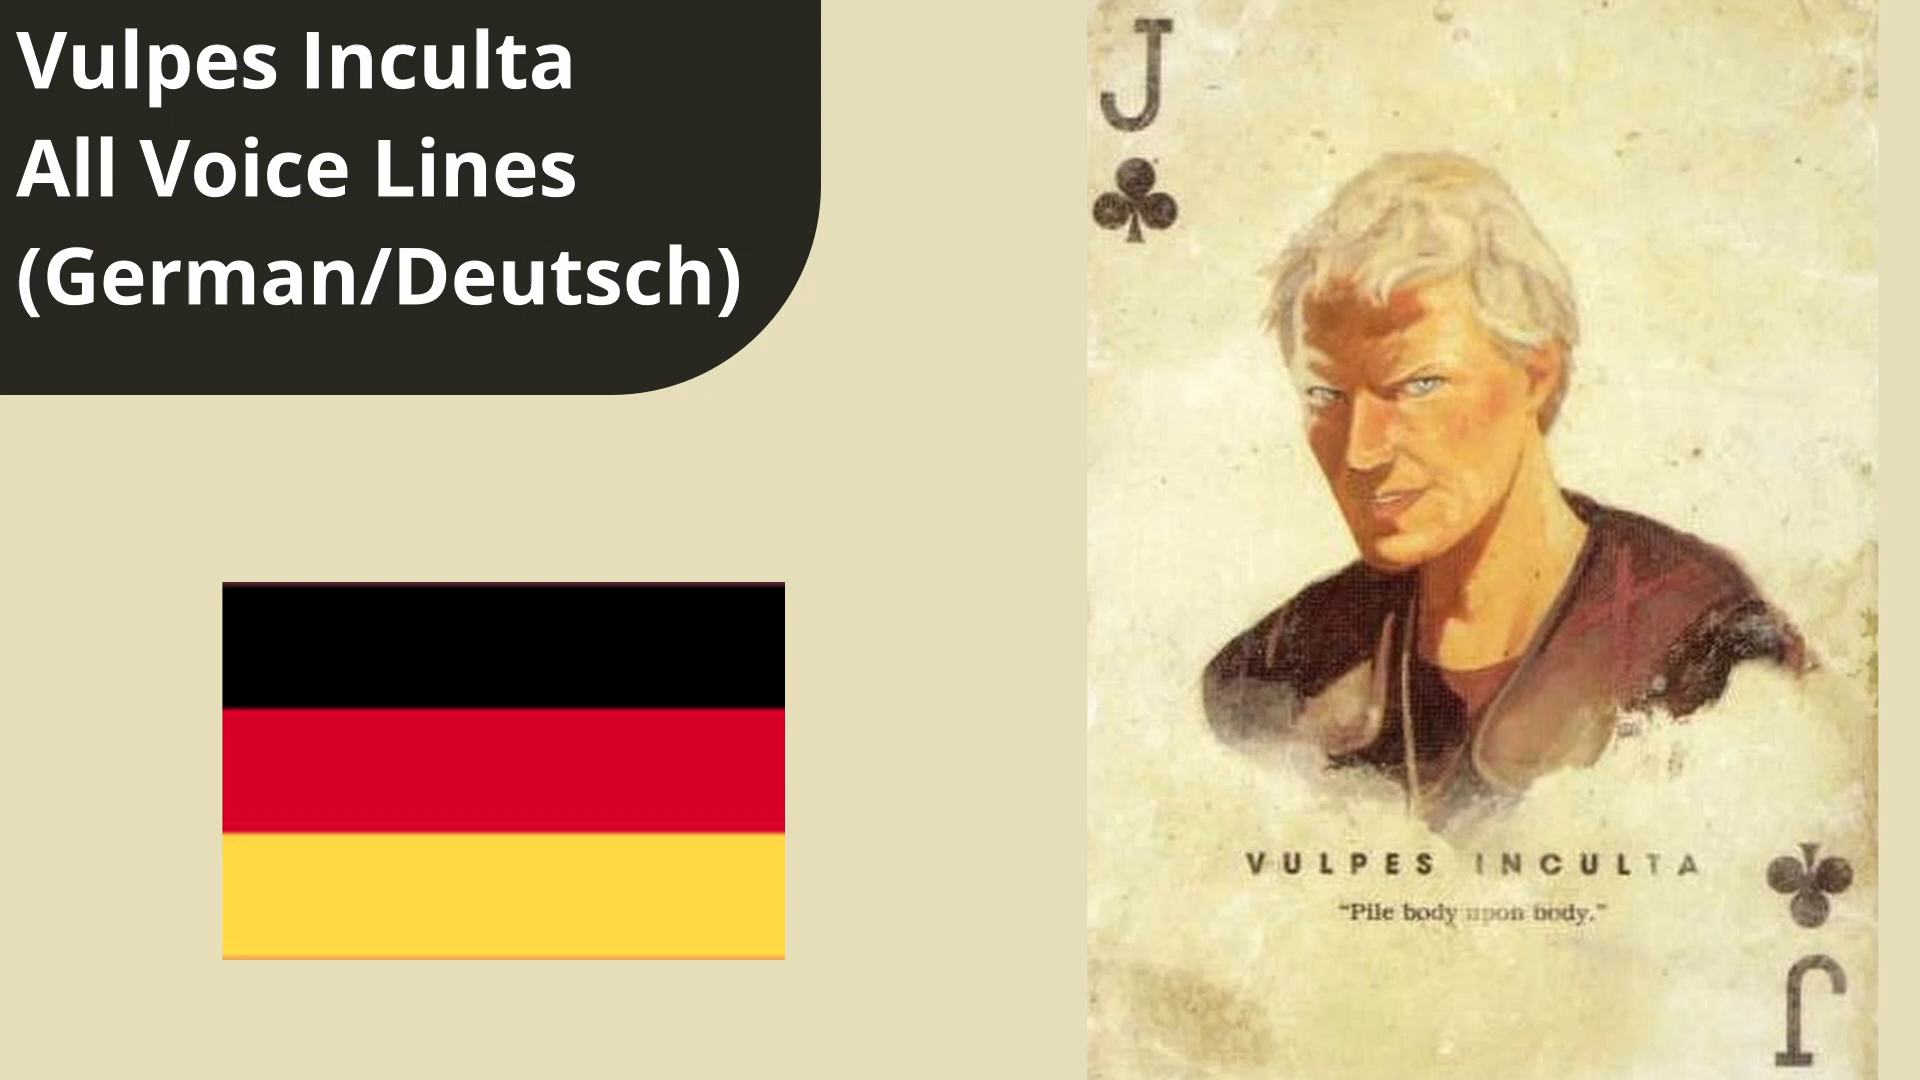 Vulpes Inculta
All Voice Lines
(German/Deutsch)
J
VULPES INCULTA
“Pile body upon body.”
J